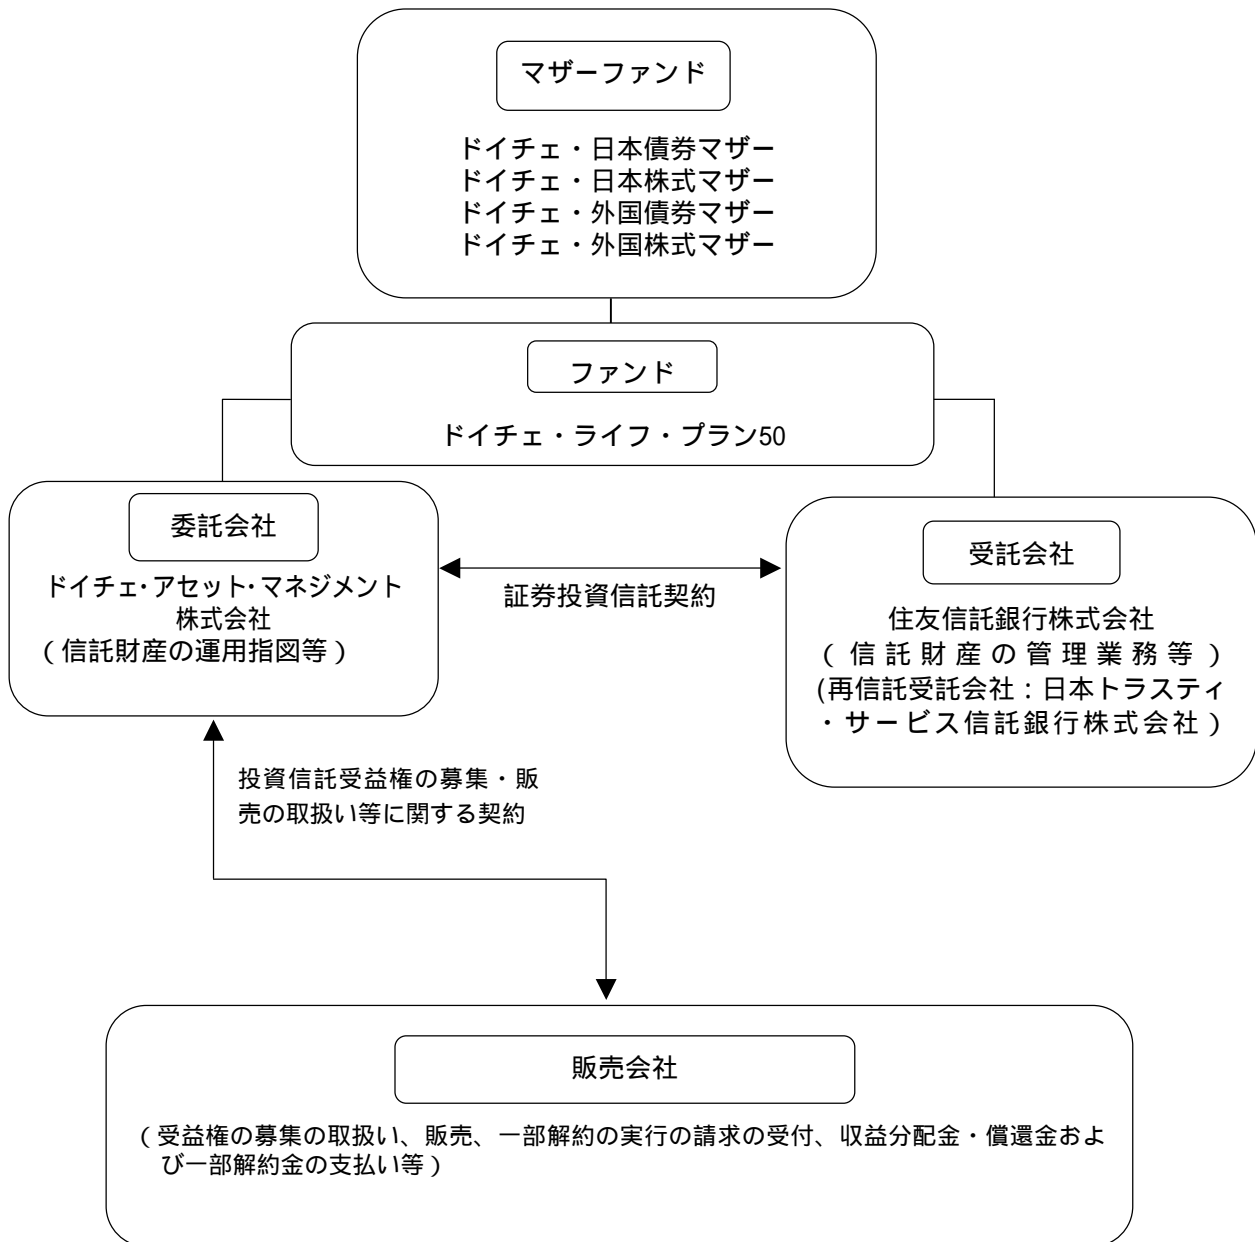 マザーファンド
ドイチェ・日本債券マザー
ドイチェ・日本株式マザー
ドイチェ・外国債券マザー
ドイチェ・外国株式マザー
ファンド
ドイチェ・ライフ・プラン50
委託会社
ドイチェ・アセット・マネジメント
株式会社
（信託財産の運用指図等）
証券投資信託契約
受託会社
住友信託銀行株式会社
（信託財産の管理業務等）
(再信託受託会社：日本トラスティ
・サービス信託銀行株式会社）
投資信託受益権の募集・販
売の取扱い等に関する契約
販売会社
（受益権の募集の取扱い、販売、一部解約の実行の請求の受付、収益分配金・償還金およ
び一部解約金の支払い等）